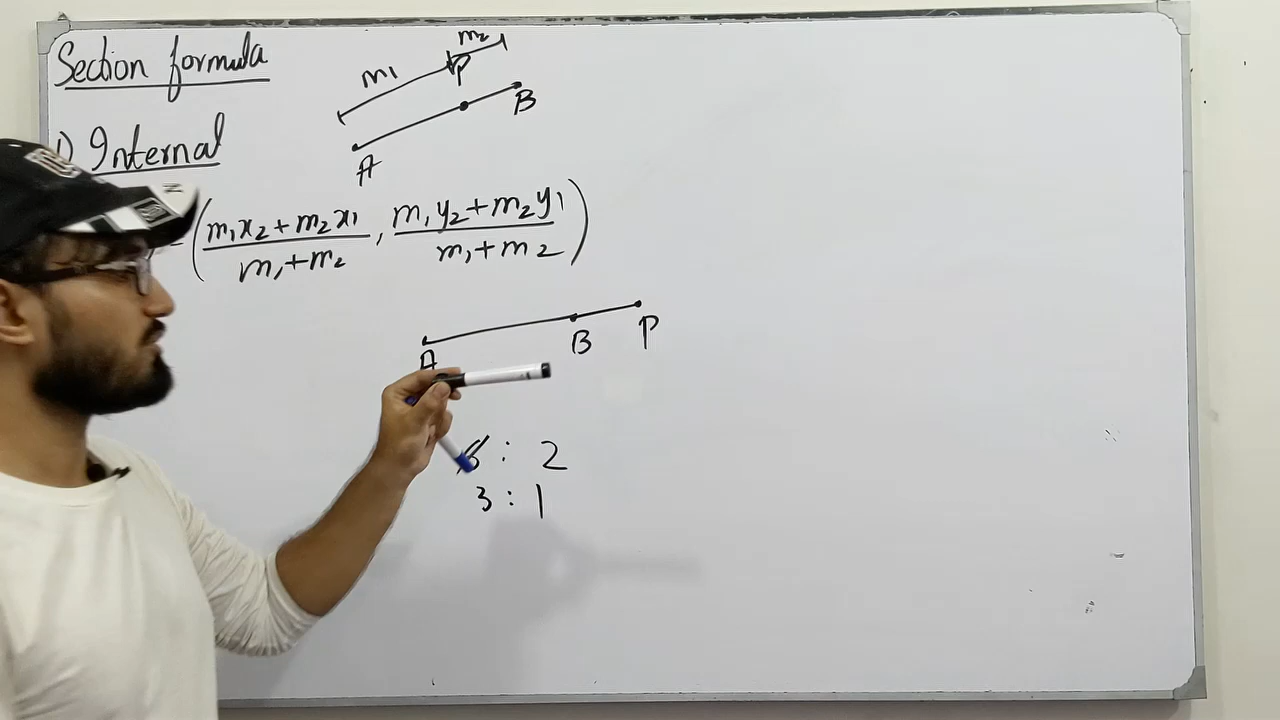 Section formula
m1 m2
P
A B
1) Internal
= (m1x2+m2x1/m1+m2, m1y2+m2y1/m1+m2)
A B P
: 2
3 : 1